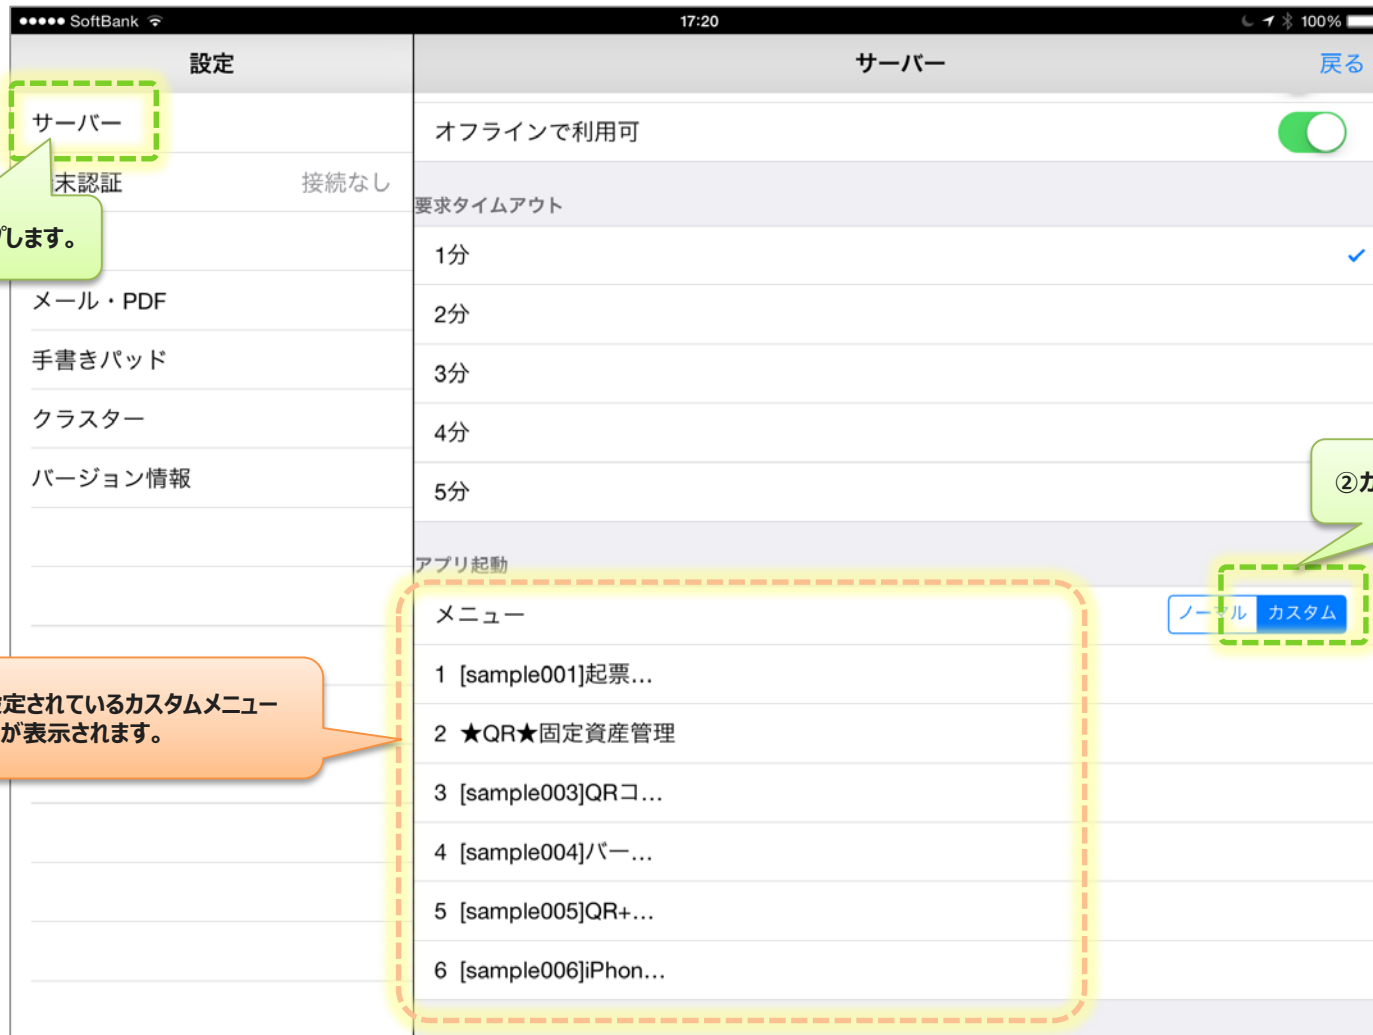 SoftBank
17:20
100%
設定
サーバー
戻る
サーバー
末認証
接続なし
プします。
メール・PDF
手書きパッド
クラスター
バージョン情報
オフラインで利用可
要求タイムアウト
1分
2分
3分
4分
5分
②カ
アプリ起動
メニュー
ノーマル
カスタム
1 [sample001]起票...
2 ★QR★固定資産管理
3 [sample003]QRコ...
4 [sample004]バー...
5 [sample005]QR+...
6 [sample006]iPhon...
定されているカスタムメニュー
が表示されます。